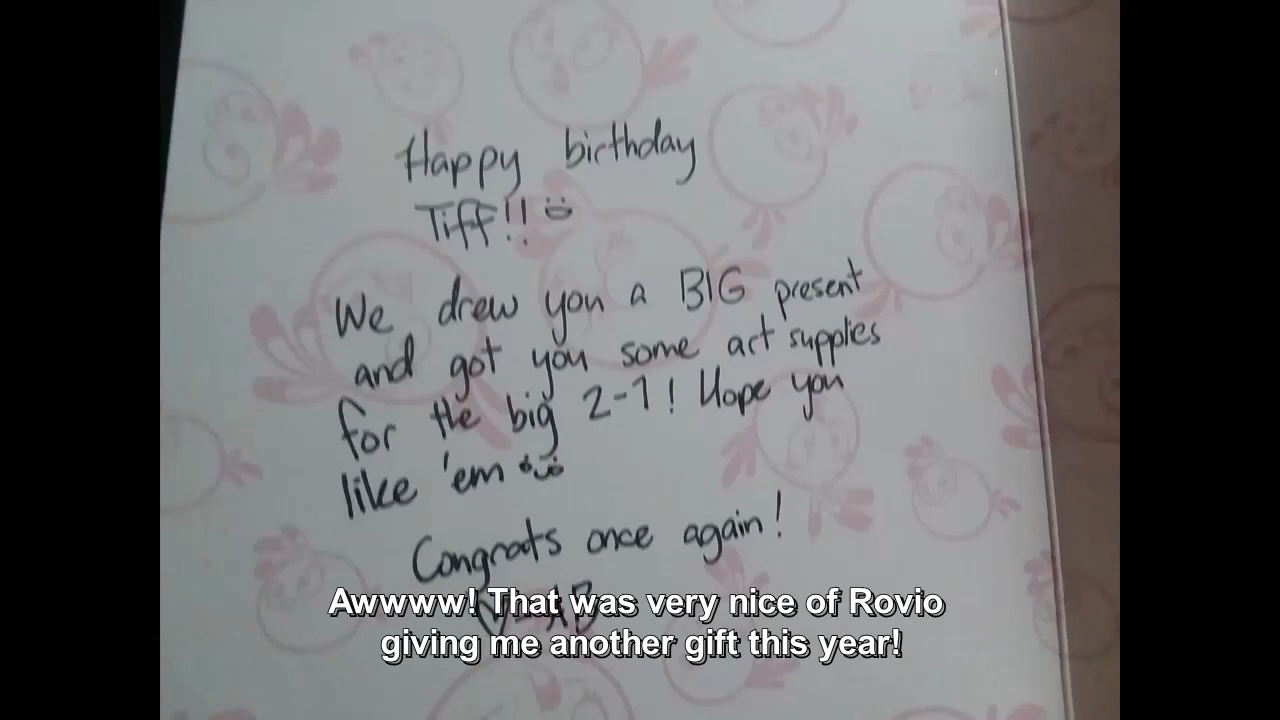 Happy birthday
Tiff!!
We drew you a BIG present
and got you some art supplies
for the big 2-1! Hope you
like 'em
Congrats once again!
AB
Awwww! That was very nice of Rovio
giving me another gift this year!